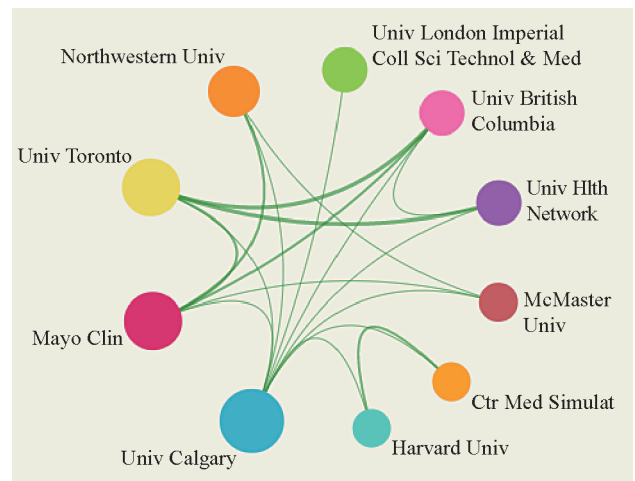 Univ London Imperial
Coll Sci Technol & Med
Northwestern Univ
Univ British
Columbia
Univ Toronto
Univ Hlth
Network
McMaster
Univ
Mayo Clin
Ctr Med Simulat
Harvard Univ
Univ Calgary